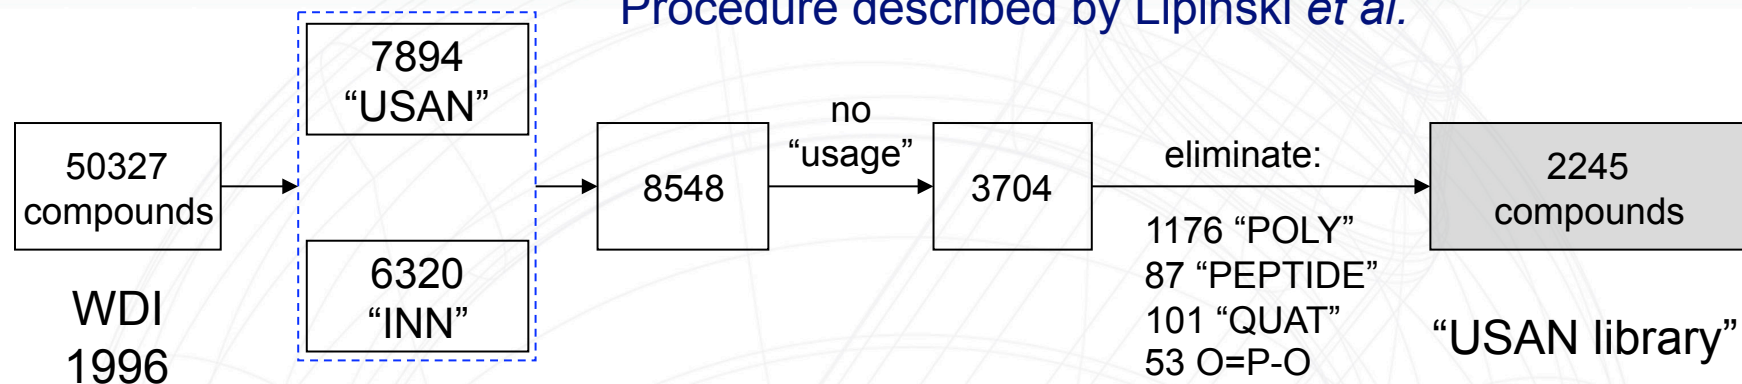 Procedure described by Lipinski et al.
50327
compounds
WDI
1996
7894
“USAN”
6320
“INN”
8548
no
“usage”
3704
eliminate:
1176 “POLY”
87 “PEPTIDE”
101 “QUAT”
53 O=P-O
2245
compounds
“USAN library”